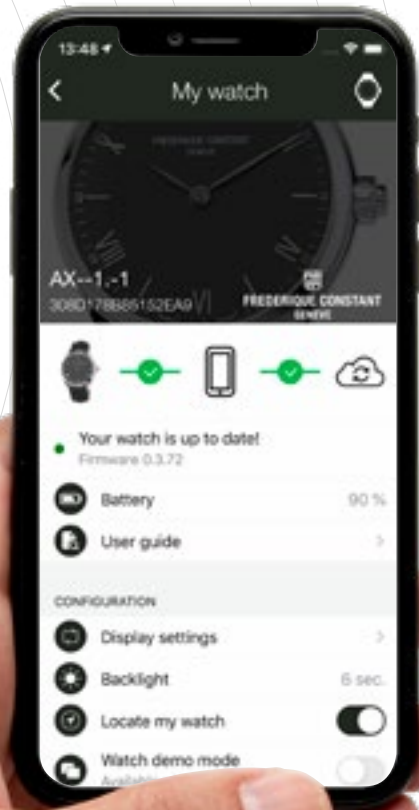 13:48
My watch
FREDERIQUE CONSTANT
GENEVE
AX--1.-1
308D178B85152EA9
FREDERIQUE CONSTANT
GENEVE
Your watch is up to date!
Firmware 0.3.72
Battery 90 %
User guide
CONFIGURATION
Display settings
Backlight 6 sec.
Locate my watch
Watch demo mode